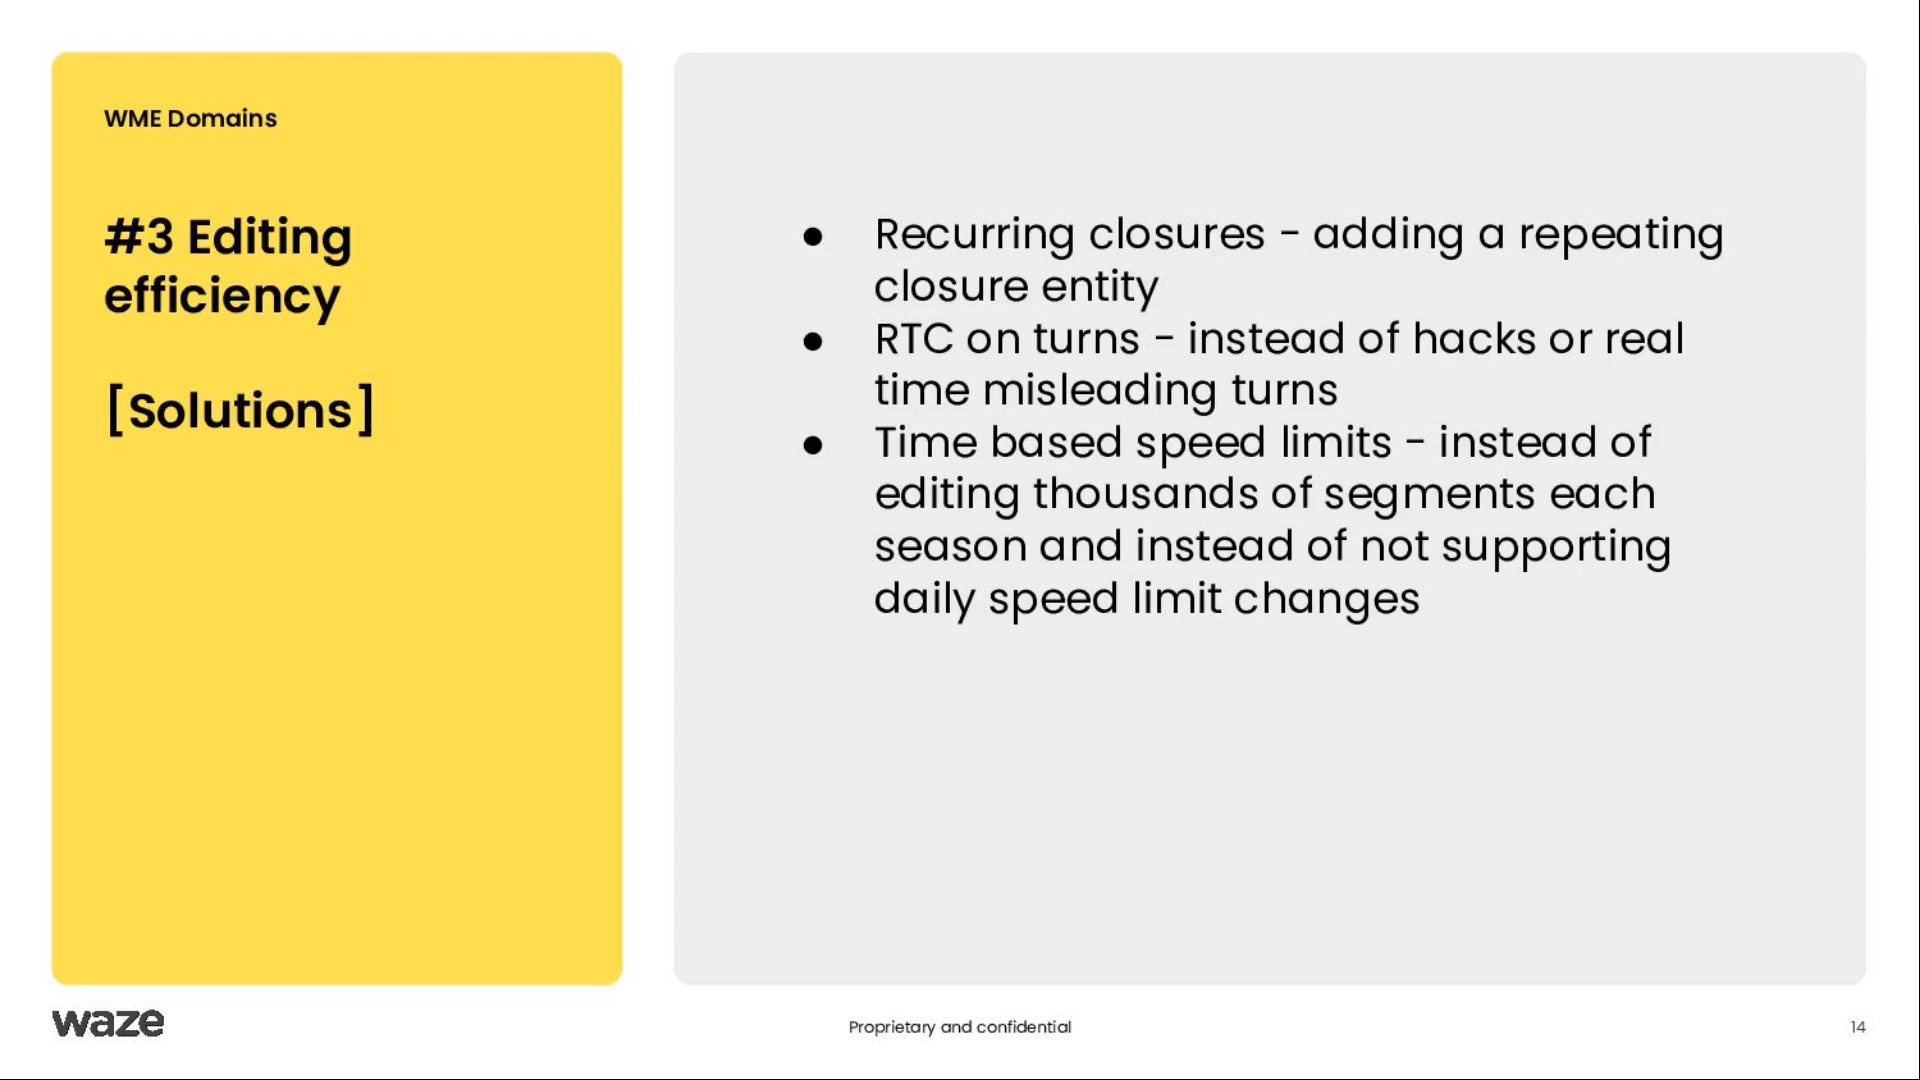 WME Domains
#3 Editing
efficiency
[Solutions]
● Recurring closures - adding a repeating
closure entity
● RTC on turns - instead of hacks or real
time misleading turns
● Time based speed limits - instead of
editing thousands of segments each
season and instead of not supporting
daily speed limit changes
waze
Proprietary and confidential
14